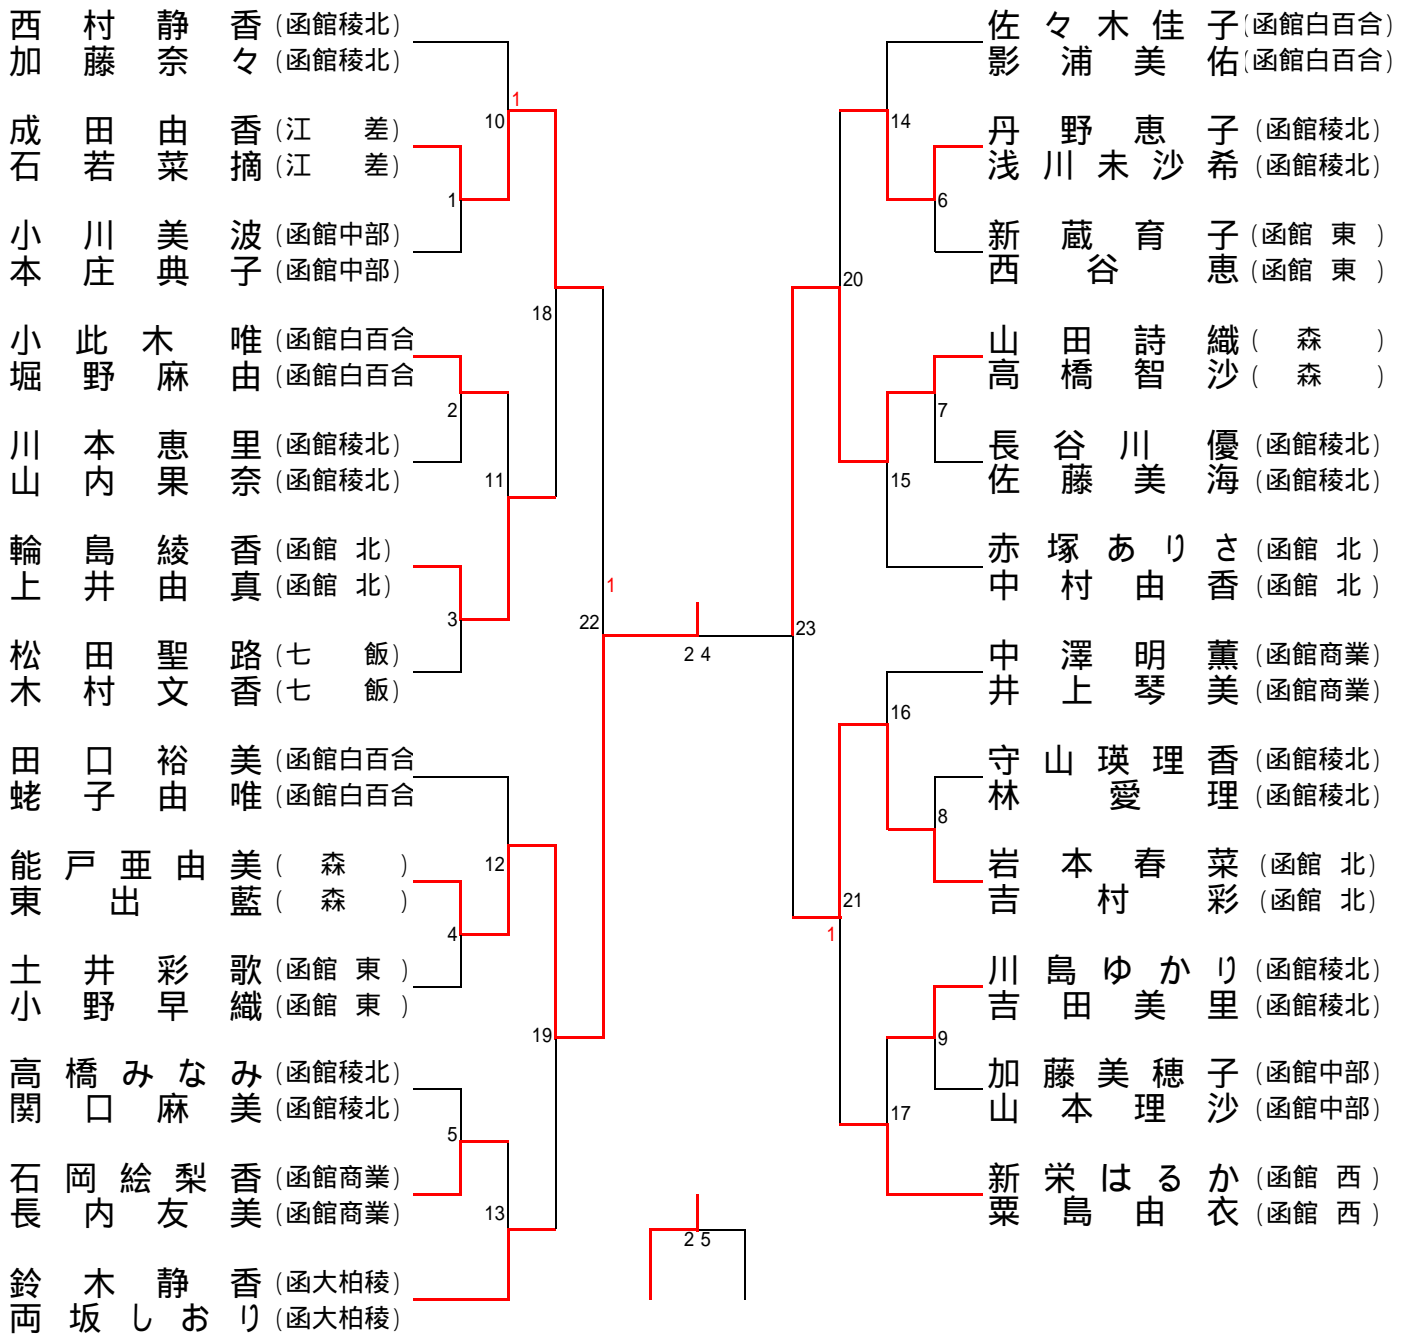 西村静香(函館稜北)
加藤奈々(函館稜北)
成田由香(江差)
石若菜摘(江差)
小川美波(函館中部)
本庄典子(函館中部)
小此木唯(函館白百合
堀野麻由(函館白百合
川本恵里(函館稜北)
山内果奈(函館稜北)
輪島綾香(函館 北)
上井由真(函館 北)
松田聖路(七飯)
木村文香(七飯)
田口裕美(函館白百合
蛯子由唯(函館白百合
能戸亜由美(森)
東出藍(森)
土井彩歌(函館 東)
小野早織(函館 東)
高橋みなみ(函館稜北)
関口麻美(函館稜北)
石岡絵梨香(函館商業)
長内友美(函館商業)
鈴木静香(函大柏稜)
両坂しおり(函大柏稜)
1
10
1
18
2
11
3
1
22
12
4
19
5
13
24
25
20
14
6
7
15
23
16
8
21
1
9
17
佐々木佳子(函館白百合)
影浦美佑(函館白百合)
丹野恵子(函館稜北)
浅川未沙希(函館稜北)
新蔵育子(函館 東)
西谷恵(函館 東)
山田詩織(森)
高橋智沙(森)
長谷川優(函館稜北)
佐藤美海(函館稜北)
赤塚ありさ(函館 北)
中村由香(函館 北)
中澤明薫(函館商業)
井上琴美(函館商業)
守山瑛理香(函館稜北)
林愛理(函館稜北)
岩本春菜(函館 北)
吉村彩(函館 北)
川島ゆかり(函館稜北)
吉田美里(函館稜北)
加藤美穂子(函館中部)
山本理沙(函館中部)
新栄はるか(函館 西)
粟島由衣(函館 西)